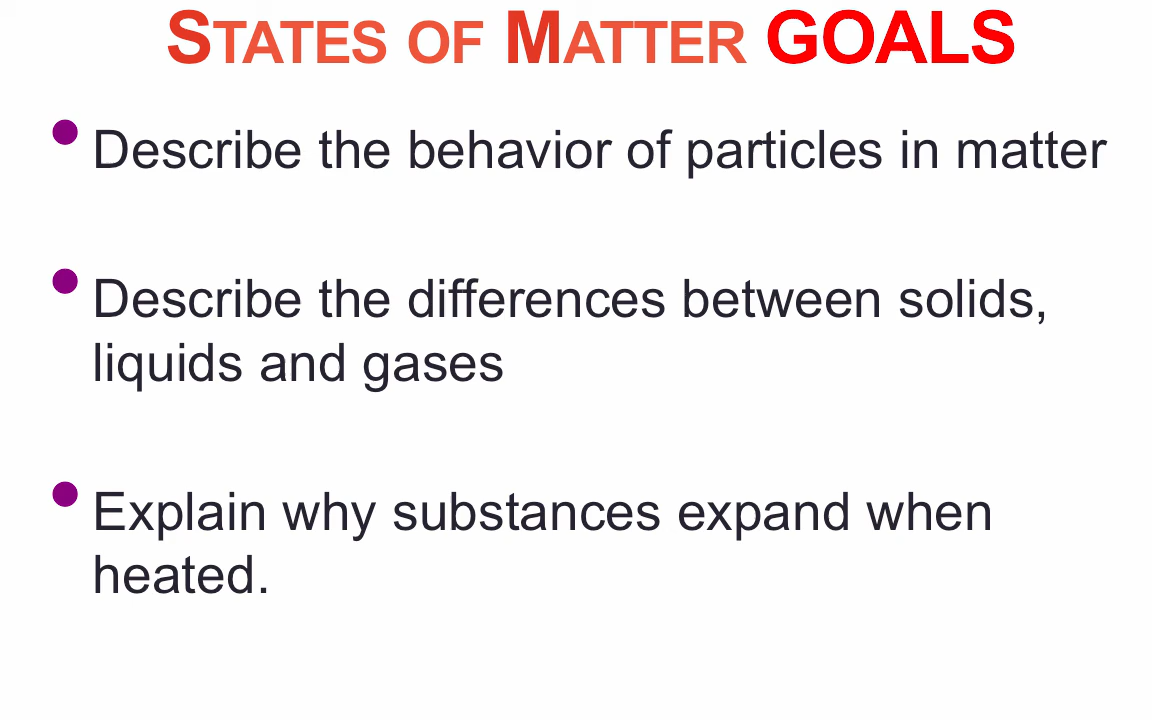 STATES OF MATTER GOALS
• Describe the behavior of particles in matter
• Describe the differences between solids,
liquids and gases
• Explain why substances expand when
heated.